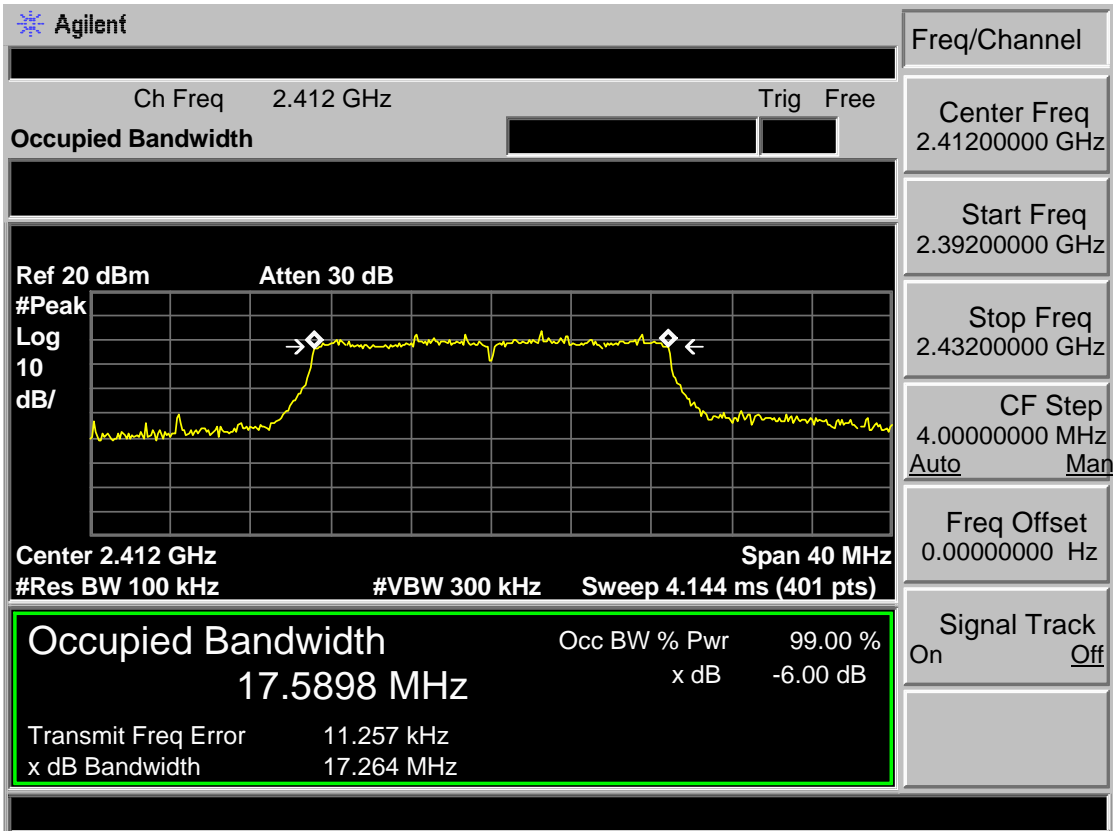 Agilent
Freq/Channel
Ch Freq 2.412 GHz Trig Free
Occupied Bandwidth
Center Freq
2.41200000 GHz
Start Freq
2.39200000 GHz
Stop Freq
2.43200000 GHz
CF Step
4.00000000 MHz
Auto Man
Freq Offset
0.00000000 Hz
Signal Track
On Off
Ref 20 dBm Atten 30 dB
#Peak
Log
10
dB/
Center 2.412 GHz Span 40 MHz
#Res BW 100 kHz #VBW 300 kHz Sweep 4.144 ms (401 pts)
Occupied Bandwidth Occ BW % Pwr 99.00 %
17.5898 MHz x dB -6.00 dB
Transmit Freq Error 11.257 kHz
x dB Bandwidth 17.264 MHz